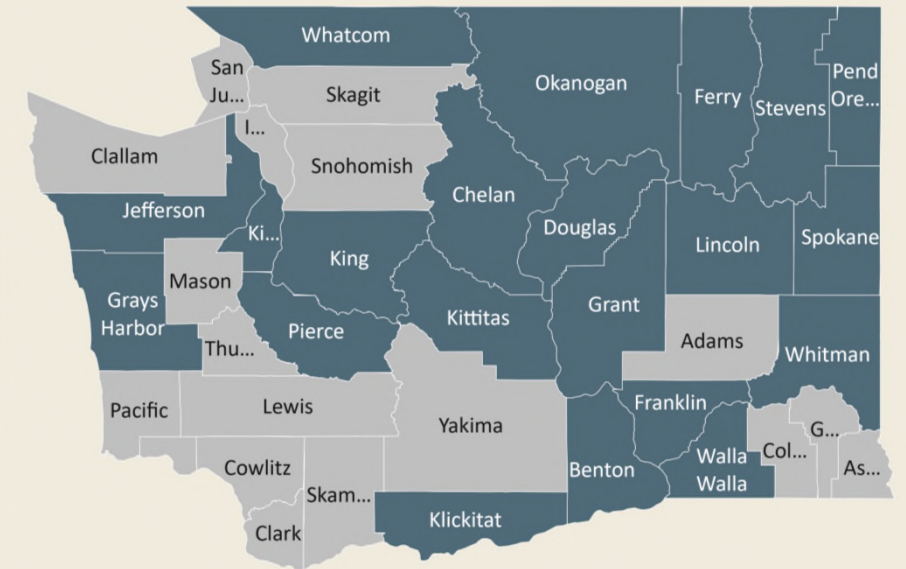 Whatcom
San
Ju...
Skagit
Okanogan
Ferry
Stevens
Pend
Ore...
I...
Clallam
Snohomish
Chelan
Jefferson
Ki...
King
Douglas
Lincoln
Spokane
Mason
Grays
Harbor
Thu...
Pierce
Kittitas
Grant
Adams
Whitman
Pacific
Lewis
Yakima
Franklin
Cowlitz
Skam...
Benton
Walla
Walla
Col...
G...
As...
Clark
Klickitat